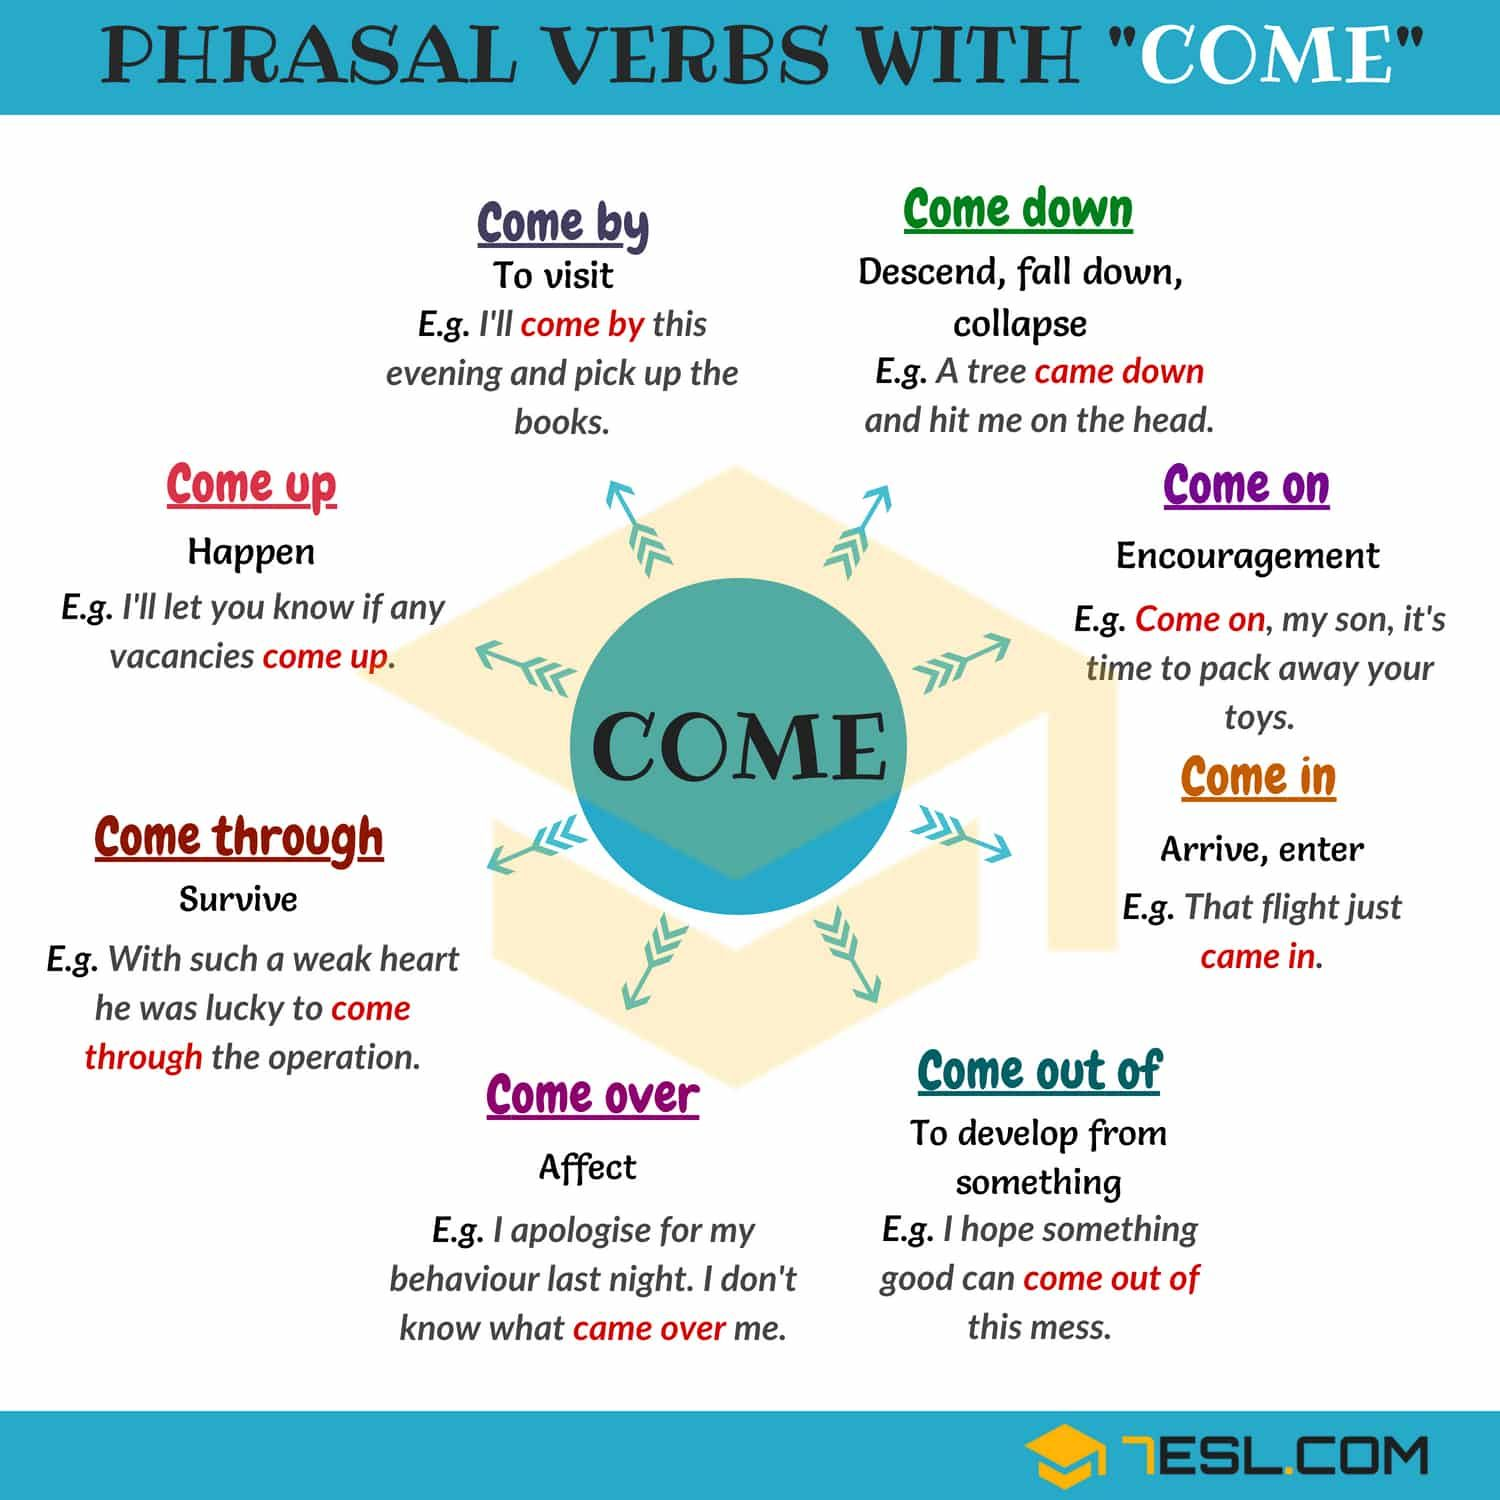 PHRASAL VERBS WITH "COME"
Come by
To visit
E.g. I'll come by this
evening and pick up the
books.
Come down
Descend, fall down,
collapse
E.g. A tree came down
and hit me on the head.
Come up
Happen
E.g. I'll let you know if any
vacancies come up.
Come on
Encouragement
E.g. Come on, my son, it's
time to pack away your
toys.
COME
Come through
Survive
E.g. With such a weak heart
he was lucky to come
through the operation.
Come in
Arrive, enter
E.g. That flight just
came in.
Come over
Affect
E.g. I apologise for my
behaviour last night. I don't
know what came over me.
Come out of
To develop from
something
E.g. I hope something
good can come out of
this mess.
7ESL.COM